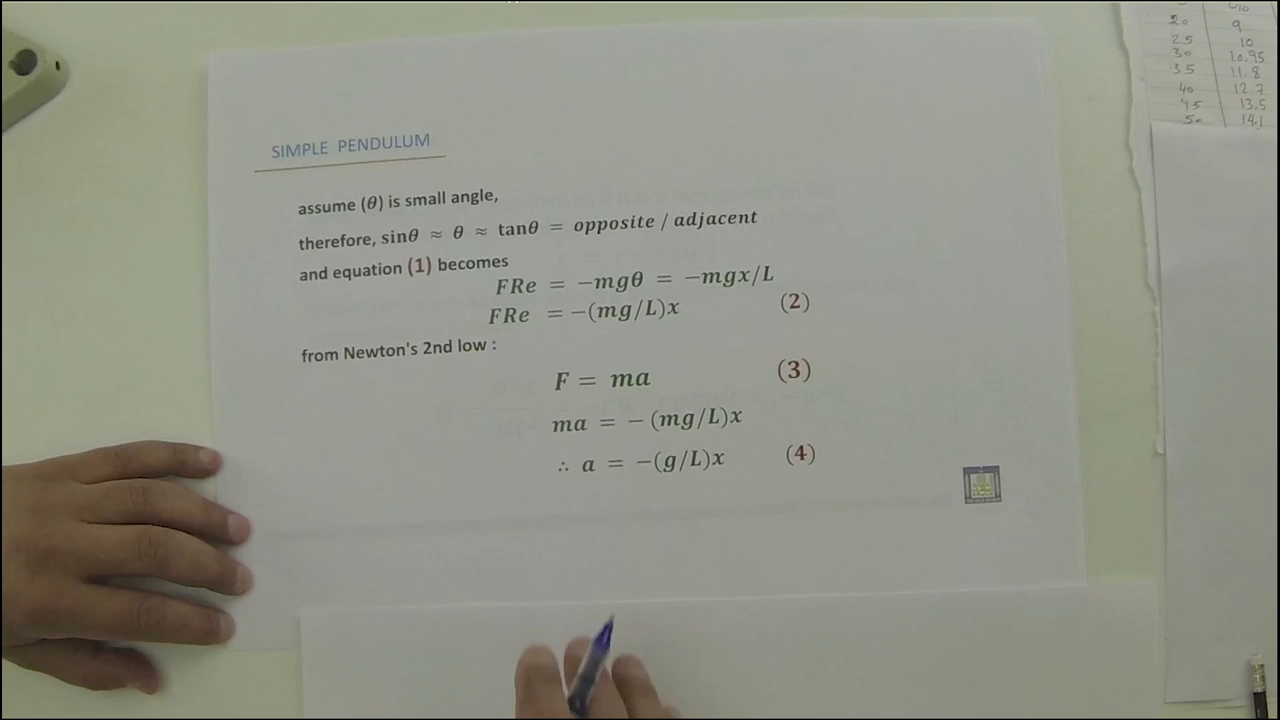 SIMPLE PENDULUM
assume (θ) is small angle,
therefore, sinθ ≈ θ ≈ tanθ = opposite / adjacent
and equation (1) becomes
FRe = −mgθ = −mgx/L
FRe = −(mg/L)x (2)
from Newton's 2nd low :
F = ma (3)
ma = − (mg/L)x
∴ a = −(g/L)x (4)
20 9
25 10
30 10.95
35 11.8
40 12.7
45 13.5
50 14.1